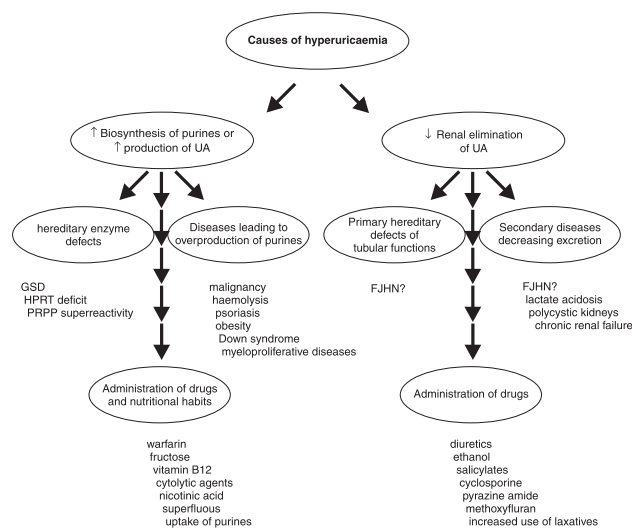 Causes of hyperuricaemia
↑ Biosynthesis of purines or
↑ production of UA
↓ Renal elimination
of UA
hereditary enzyme
defects
Diseases leading to
overproduction of purines
Primary hereditary
defects of
tubular functions
Secondary diseases
decreasing excretion
GSD
HPRT deficit
PRPP superreactivity
malignancy
haemolysis
psoriasis
obesity
Down syndrome
myeloproliferative diseases
FJHN?
FJHN?
lactate acidosis
polycystic kidneys
chronic renal failure
Administration of drugs
and nutritional habits
Administration of drugs
warfarin
fructose
vitamin B12
cytolytic agents
nicotinic acid
superfluous
uptake of purines
diuretics
ethanol
salicylates
cyclosporine
pyrazine amide
methoxyfluran
increased use of laxatives